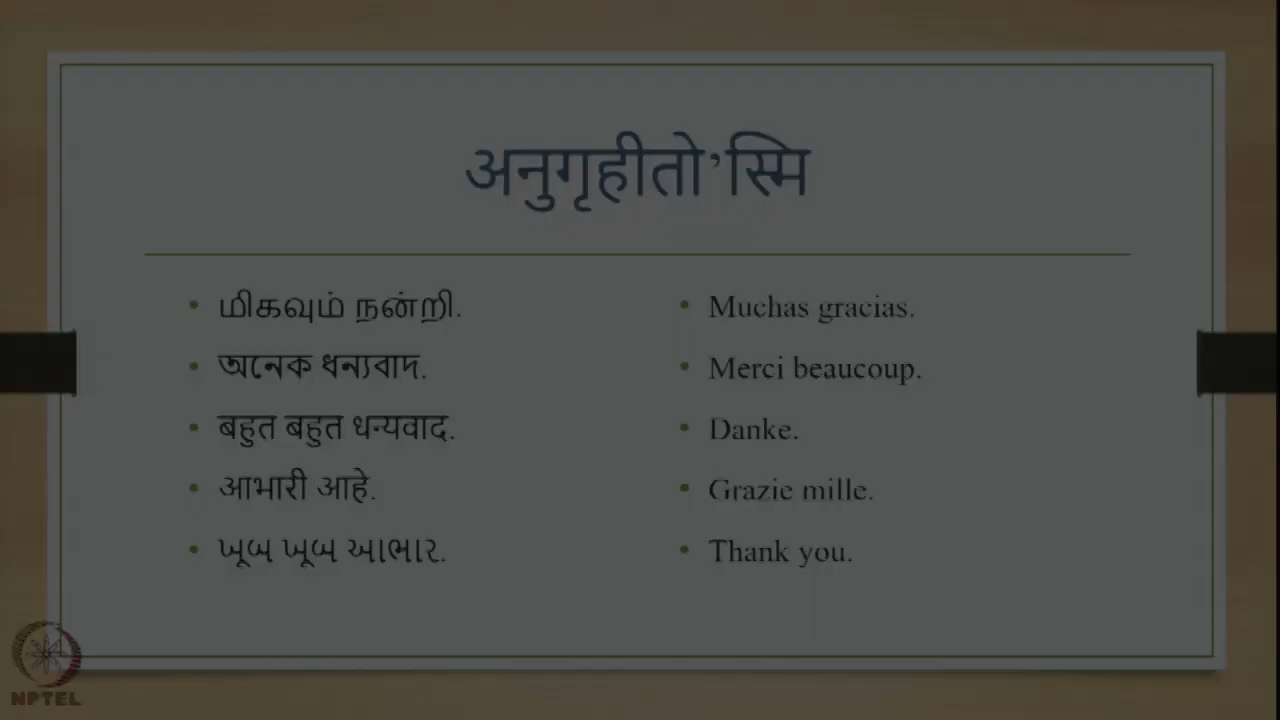 अनुगृहीतो’स्मि
மிகவும் நன்றி.
অনেক ধন্যবাদ.
बहुत बहुत धन्यवाद.
आभारी आहे.
ખૂબ ખૂબ આભાર.
Muchas gracias.
Merci beaucoup.
Danke.
Grazie mille.
Thank you.
NPTEL